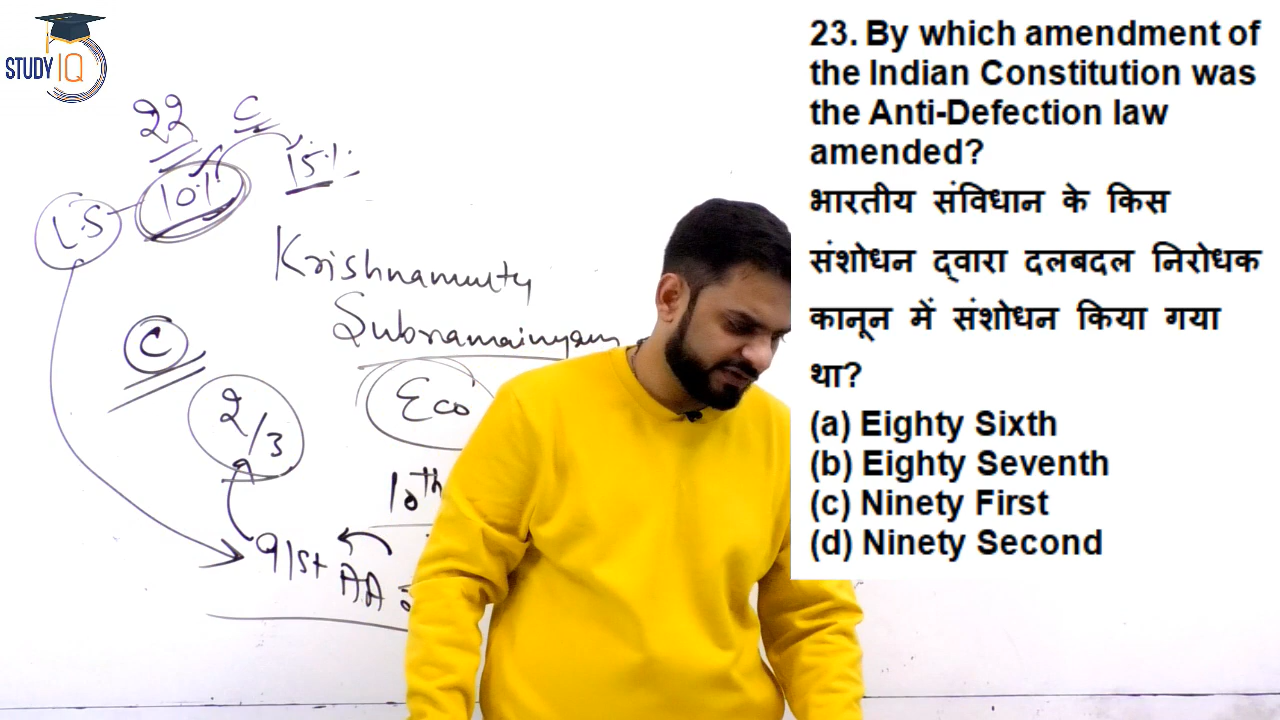 STUDY IQ
22
C
15%
10%
L.S
Krishnamurty
Subramainyam
C
2/3
Eco
10th
91st AA
23. By which amendment of
the Indian Constitution was
the Anti-Defection law
amended?
भारतीय संविधान के किस
संशोधन द्वारा दलबदल निरोधक
कानून में संशोधन किया गया
था?
(a) Eighty Sixth
(b) Eighty Seventh
(c) Ninety First
(d) Ninety Second